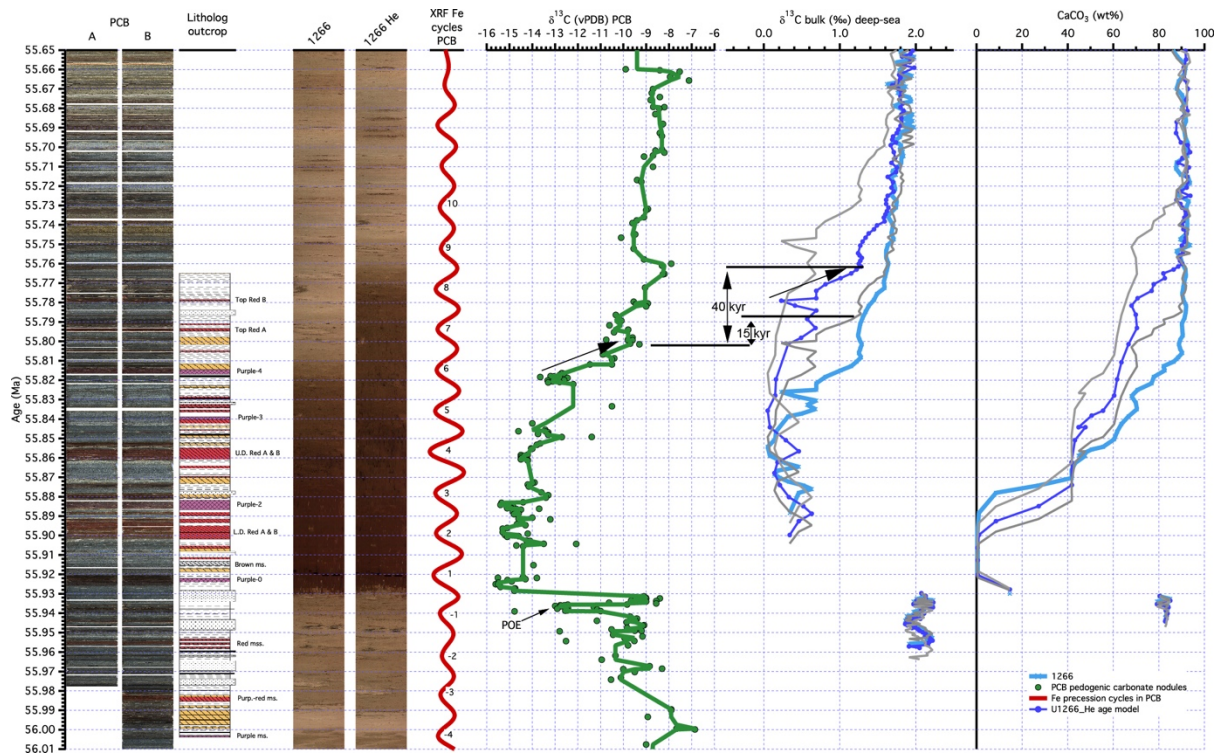 PCB
A B
Litholog
outcrop
1266
1266 He
XRF Fe
cycles
PCB
δ13C (vPDB) PCB
-16 -15 -14 -13 -12 -11 -10 -9 -8 -7 -6
δ13C bulk (‰) deep-sea
0.0 1.0 2.0
CaCO3 (wt%)
0 20 40 60 80 100
Age (Ma)
55.65
55.66
55.67
55.68
55.69
55.70
55.71
55.72
55.73
55.74
55.75
55.76
55.78
55.79
55.80
55.81
55.82
55.83
55.84
55.85
55.86
55.87
55.88
55.89
55.90
55.91
55.92
55.93
55.94
55.95
55.97
55.98
55.99
56.00
56.01
Top Red B
Top Red A
Purple-4
Purple-3
U.D. Red A & B
Purple-2
L.D. Red A & B
Brown ms.
Purple-0
Red mss.
Purp.-red ms.
Purple ms.
10
9
8
7
6
5
4
3
2
1
-1
-2
-3
-4
POE
40 kyr
15 kyr
1266
PCB pedogenic carbonate nodules
Fe precession cycles in PCB
U1266_He age model